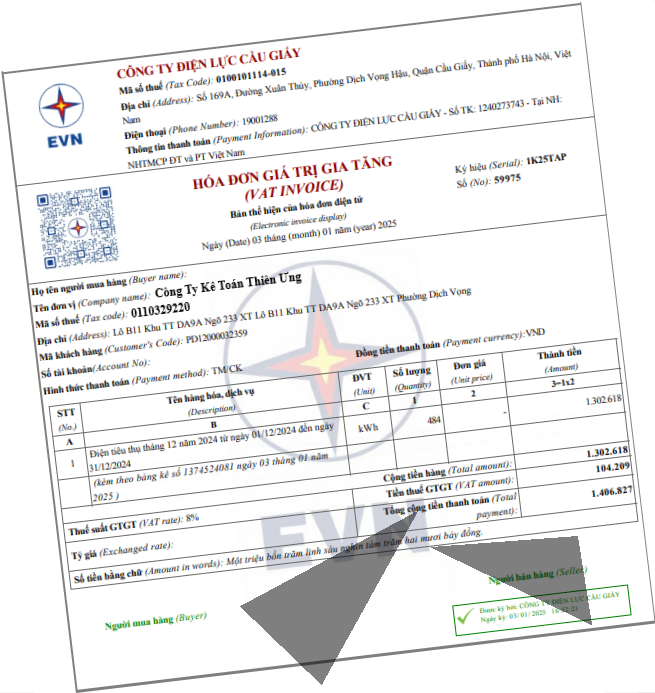 CÔNG TY ĐIỆN LỰC CẦU GIẤY
Mã số thuế (Tax Code): 0100101114-015
Địa chỉ (Address): Số 169A, Đường Xuân Thủy, Phường Dịch Vọng Hậu, Quận Cầu Giấy, Thành phố Hà Nội, Việt
Nam
Điện thoại (Phone Number): 19001288
Thông tin thanh toán (Payment Information): CÔNG TY ĐIỆN LỰC CẦU GIẤY - Số TK: 1240273743 - Tại NH:
NHTMCP ĐT và PT Việt Nam
EVN
HÓA ĐƠN GIÁ TRỊ GIA TĂNG
(VAT INVOICE)
Bản thể hiện của hóa đơn điện tử
(Electronic invoice display)
Ngày (Date) 03 tháng (month) 01 năm (year) 2025
Ký hiệu (Serial): 1K25TAP
Số (No): 59975
Họ tên người mua hàng (Buyer name):
Tên đơn vị (Company name): Công Ty Kế Toán Thiên Ưng
Mã số thuế (Tax code): 0110329220
Địa chỉ (Address): Lô B11 Khu TT DA9A Ngõ 233 XT Lô B11 Khu TT DA9A Ngõ 233 XT Phường Dịch Vọng
Mã khách hàng (Customer's Code): PD12000032359
Số tài khoản(Account No):
Hình thức thanh toán (Payment method): TM/CK
Đồng tiền thanh toán (Payment currency):VND
STT (No.) Tên hàng hóa, dịch vụ (Description) ĐVT (Unit) Số lượng (Quantity) Đơn giá (Unit price) Thành tiền (Amount)
A B C 1 2 3=1x2
1 Điện tiêu thụ tháng 12 năm 2024 từ ngày 01/12/2024 đến ngày kWh 484 - 1.302.618
31/12/2024
(kèm theo bảng kê số 1374524081 ngày 03 tháng 01 năm
2025 )
Cộng tiền hàng (Total amount): 1.302.618
Thuế suất GTGT (VAT rate): 8% Tiền thuế GTGT (VAT amount): 104.209
Tổng cộng tiền thanh toán (Total 1.406.827
payment):
Tỷ giá (Exchanged rate):
Số tiền bằng chữ (Amount in words): Một triệu bốn trăm linh sáu nghìn tám trăm hai mươi bảy đồng.
EVN
Người mua hàng (Buyer)
Người bán hàng (Seller)
Được ký bởi: CÔNG TY ĐIỆN LỰC CẦU GIẤY
Ngày ký: 03/ 01/ 2025